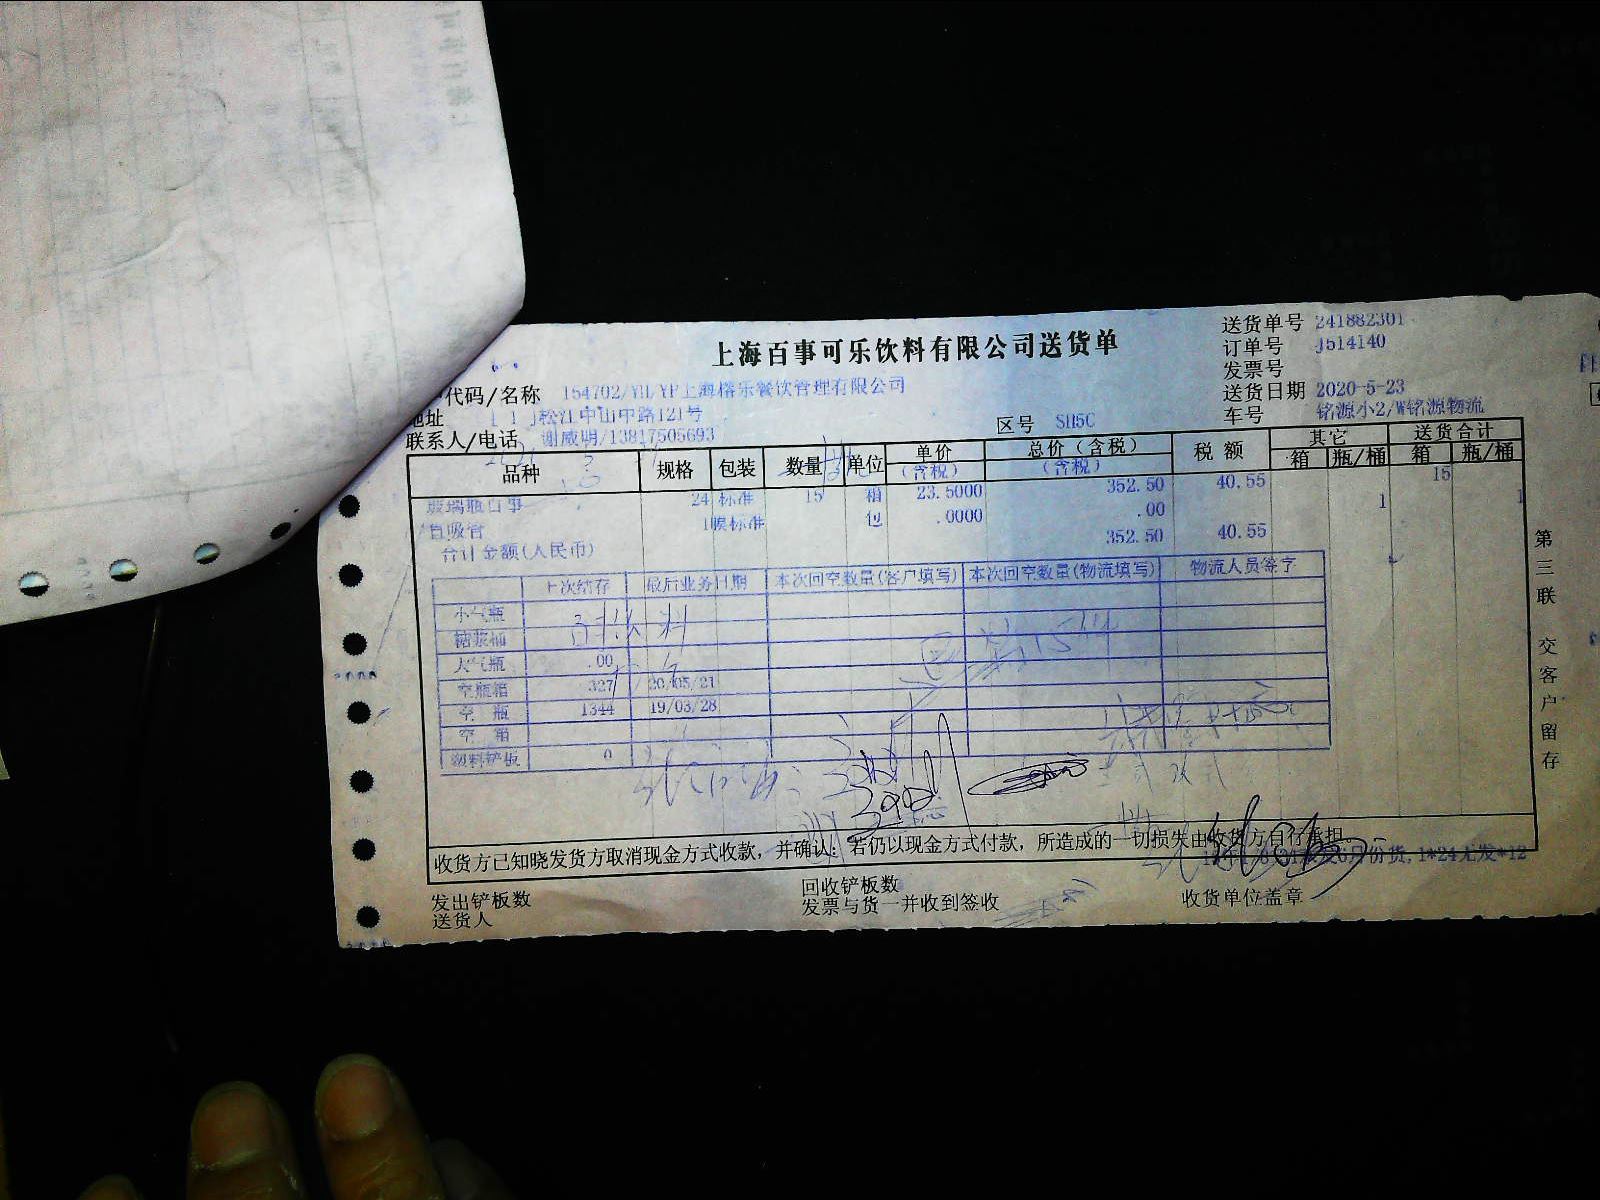 上海百事可乐饮料有限公司送货单
送货单号 241882301
订单号 J514140
发票号
送货日期 2020-5-23
车号 铭源小2/W铭源物流
代码/名称 154702/YH/YP上海榕乐餐饮管理有限公司
地址 松江中山中路121号
区号 SH5C
联系人/电话 谢威明/13817505693
品种 规格 包装 数量 单位 单价(含税) 总价(含税) 税额 其它 箱 瓶/桶 送货合计 箱 瓶/桶
玻璃瓶百事 24 标准 15 箱 23.5000 352.50 40.55 15
吸管 1 标准 包 .0000 .00 1 1
合计金额(人民币) 352.50 40.55
上次结存 最后业务日期 本次回空数量(客户填写) 本次回空数量(物流填写) 物流人员签字
小气瓶
糖浆桶
大气瓶 .00
空瓶箱 327 20/05/21
空瓶 1344 19/03/28
空箱
塑料铲板 0
收货方已知晓发货方取消现金方式收款，并确认：若仍以现金方式付款，所造成的一切损失由收货方自行承担
份货,1*24无发*12
发出铲板数 回收铲板数
送货人 发票与货一并收到签收 收货单位盖章
第三联 交客户留存